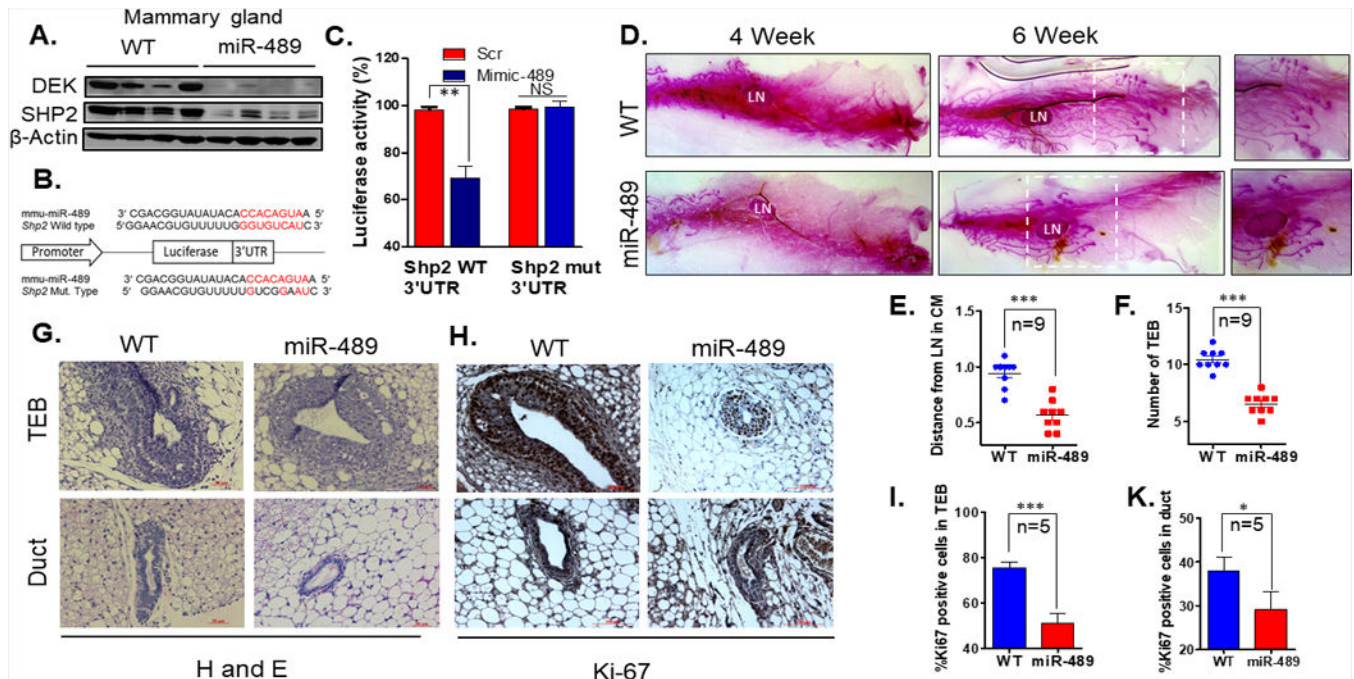 A.
Mammary gland
WT miR-489
DEK
SHP2
β-Actin
B.
mmu-miR-489 3' CGACGGUAUAUACACCACAGUAA 5'
Shp2 Wild type 5'GGAACGUGUUUUUGGGUGUCAUC 3'
Promoter Luciferase 3'UTR
mmu-miR-489 3' CGACGGUAUAUACACCACAGUAA 5'
Shp2 Mut. Type 5' GGAACGUGUUUUUGUCGGAAUC 3'
C.
Scr
Mimic-489
** NS
Luciferase activity (%)
100
80
60
40
Shp2 WT Shp2 mut
3'UTR 3'UTR
D.
4 Week 6 Week
WT
LN LN
miR-489
LN LN
E.
***
n=9
Distance from LN in CM
1.0
0.5
WT miR-489
F.
***
n=9
Number of TEB
15
10
5
WT miR-489
G.
WT miR-489
TEB
Duct
H and E
H.
WT miR-489
Ki-67
I.
***
n=5
%Ki67 positive cells in TEB
100
80
60
40
WT miR-489
K.
*
n=5
%Ki67 positive cells in duct
50
40
30
20
WT miR-489